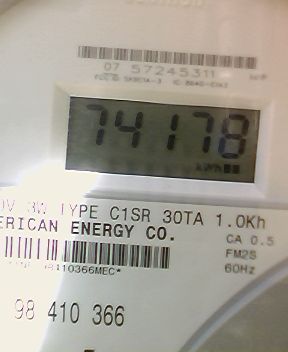 07 57245311
74178
kWh
0V 3W TYPE C1SR 30TA 1.0Kh
ERICAN ENERGY CO.
CA 0.5
FM2S
60Hz
98 410 366